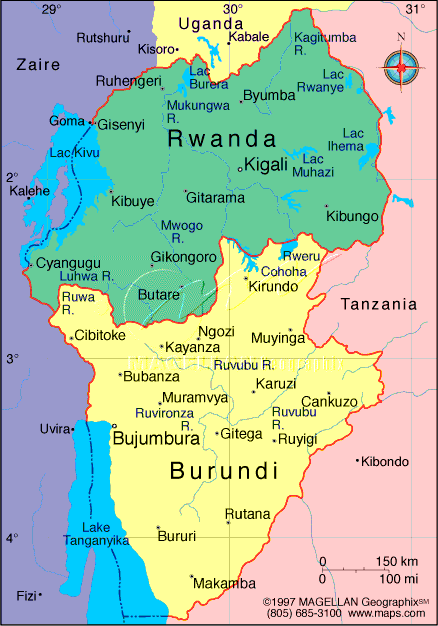 29°
30°
31°
Uganda
Rutshuru
Kabale
Kisoro
Kagitumba
R.
Zaire
Ruhengeri
Lac
Burera
Lac
Rwanye
Byumba
Mukungwa
R.
Goma
Gisenyi
Rwanda
Lac
Ihema
Lac Kivu
Kigali
Lac
Muhazi
2°
Kalehe
Kibuye
Gitarama
Kibungo
Mwogo
R.
Cyangugu
Gikongoro
Rweru
Luhwa R.
Cohoha
Butare
Kirundo
Ruwa
R.
Tanzania
Cibitoke
Ngozi
Muyinga
Kayanza
3°
Bubanza
Ruvubu R.
Karuzi
Muramvya
Cankuzo
Ruvironza
R.
Ruvubu
R.
Uvira
Bujumbura
Gitega
Ruyigi
Kibondo
Burundi
Rutana
Lake
Tanganyika
Bururi
4°
0
150 km
0
100 mi
Makamba
Fizi
©1997 MAGELLAN Geographix℠
(805) 685-3100 www.maps.com